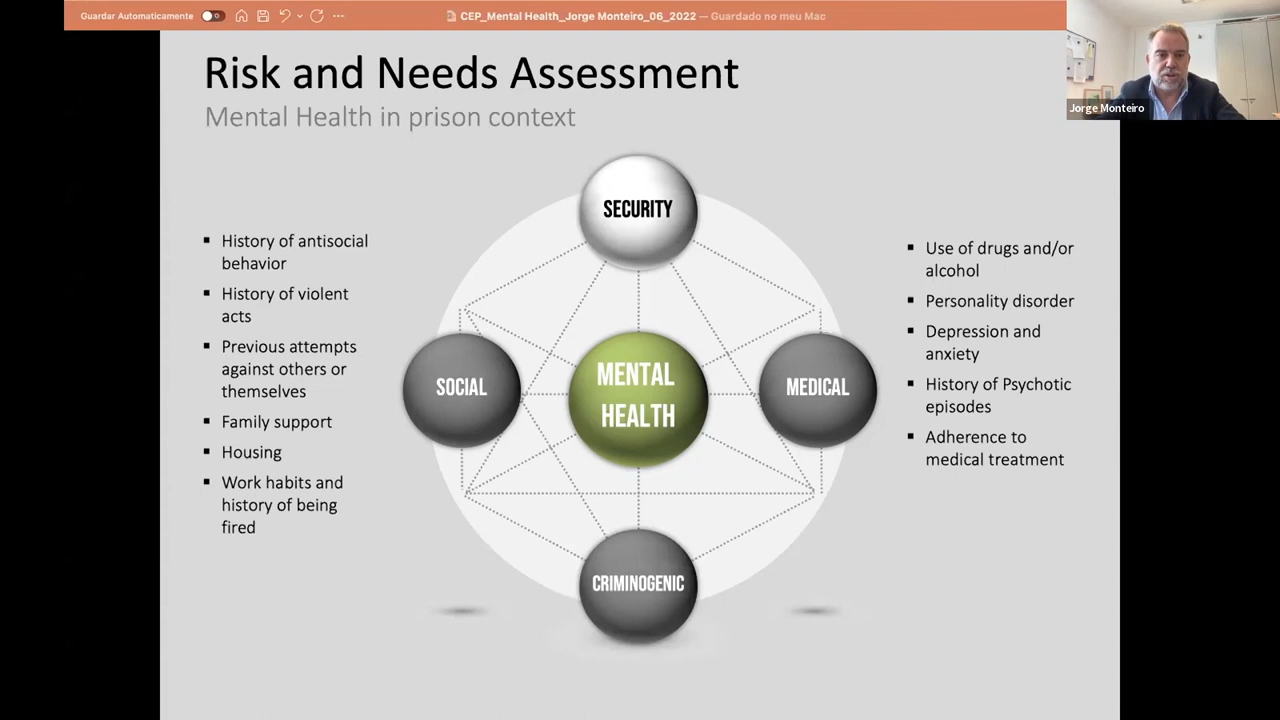 Guardar Automaticamente
CEP_Mental Health_Jorge Monteiro_06_2022 — Guardado no meu Mac
Jorge Monteiro
Risk and Needs Assessment
Mental Health in prison context
▪ History of antisocial
behavior
▪ History of violent
acts
▪ Previous attempts
against others or
themselves
▪ Family support
▪ Housing
▪ Work habits and
history of being
fired
SECURITY
SOCIAL
MENTAL
HEALTH
MEDICAL
CRIMINOGENIC
▪ Use of drugs and/or
alcohol
▪ Personality disorder
▪ Depression and
anxiety
▪ History of Psychotic
episodes
▪ Adherence to
medical treatment